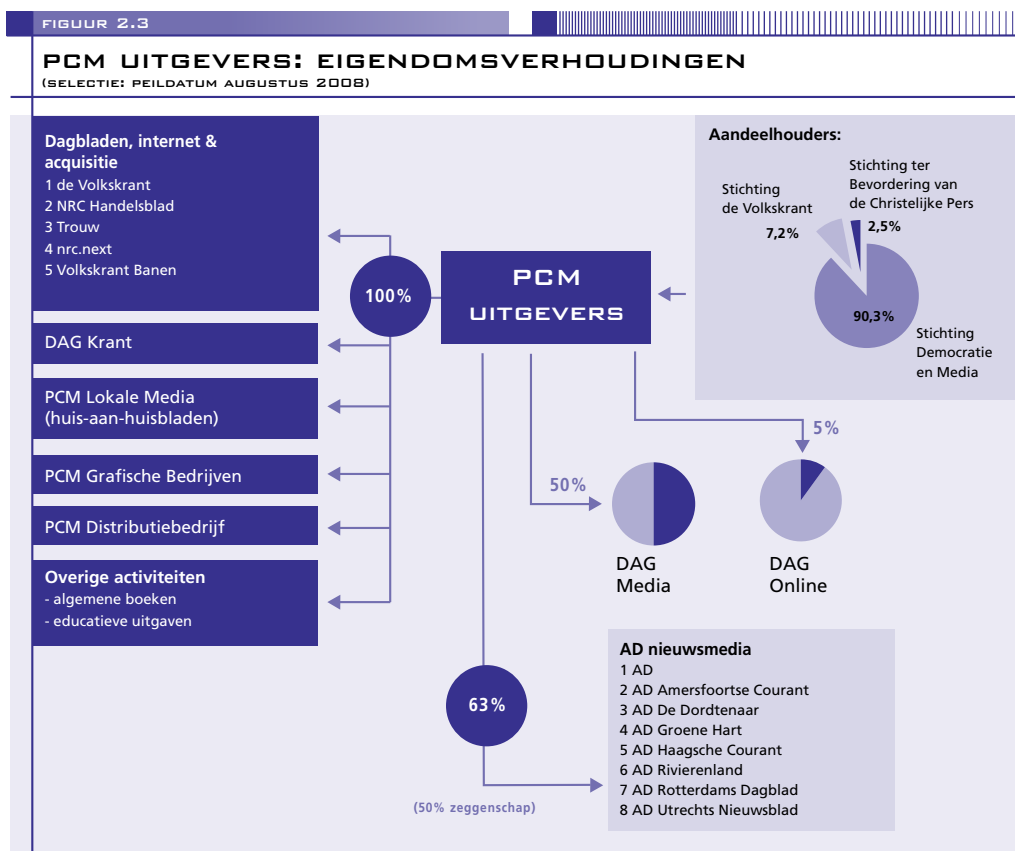 FIGUUR 2.3
PCM UITGEVERS: EIGENDOMSVERHOUDINGEN
(SELECTIE: PEILDATUM AUGUSTUS 2008)
Dagbladen, internet &
acquisitie
1 de Volkskrant
2 NRC Handelsblad
3 Trouw
4 nrc.next
5 Volkskrant Banen
DAG Krant
PCM Lokale Media
(huis-aan-huisbladen)
PCM Grafische Bedrijven
PCM Distributiebedrijf
Overige activiteiten
- algemene boeken
- educatieve uitgaven
100%
PCM
UITGEVERS
Aandeelhouders:
Stichting
de Volkskrant
7,2%
Stichting ter
Bevordering van
de Christelijke Pers
2,5%
90,3%
Stichting
Democratie
en Media
50%
DAG
Media
5%
DAG
Online
63%
(50% zeggenschap)
AD nieuwsmedia
1 AD
2 AD Amersfoortse Courant
3 AD De Dordtenaar
4 AD Groene Hart
5 AD Haagsche Courant
6 AD Rivierenland
7 AD Rotterdams Dagblad
8 AD Utrechts Nieuwsblad